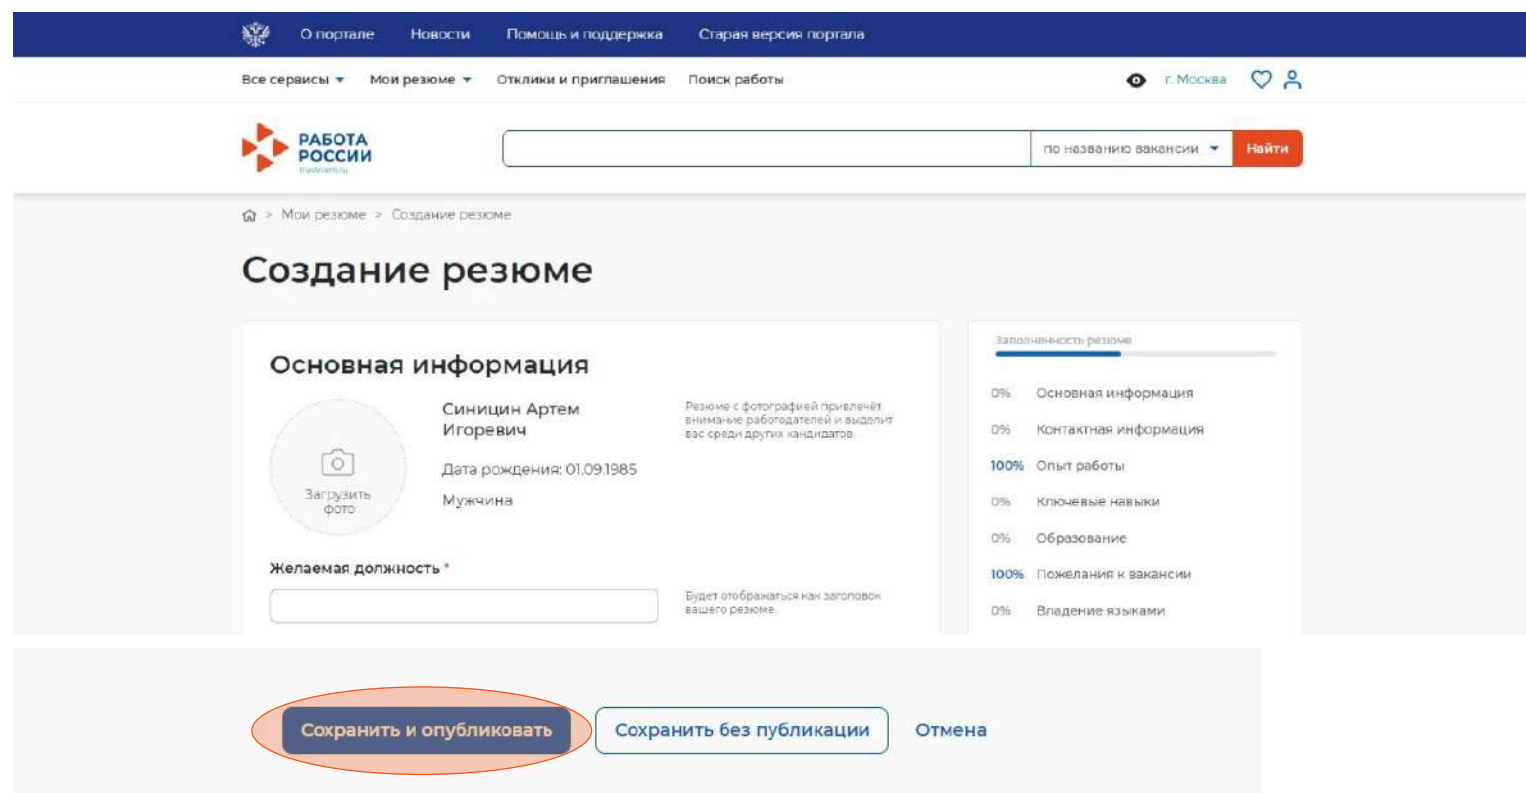 О портале Новости Помощь и поддержка Старая версия портала
Все сервисы Мои резюме Отклики и приглашения Поиск работы г. Москва
РАБОТА
РОССИИ
trudvsem.ru
по названию вакансии Найти
> Мои резюме > Создание резюме
Создание резюме
Основная информация
Загрузить
фото
Синицин Артем
Игоревич
Дата рождения: 01.09.1985
Мужчина
Резюме с фотографией привлечёт
внимание работодателей и выделит
вас среди других кандидатов.
Желаемая должность *
Будет отображаться как заголовок
вашего резюме.
Заполненность резюме
0% Основная информация
0% Контактная информация
100% Опыт работы
0% Ключевые навыки
0% Образование
100% Пожелания к вакансии
0% Владение языками
Сохранить и опубликовать Сохранить без публикации Отмена